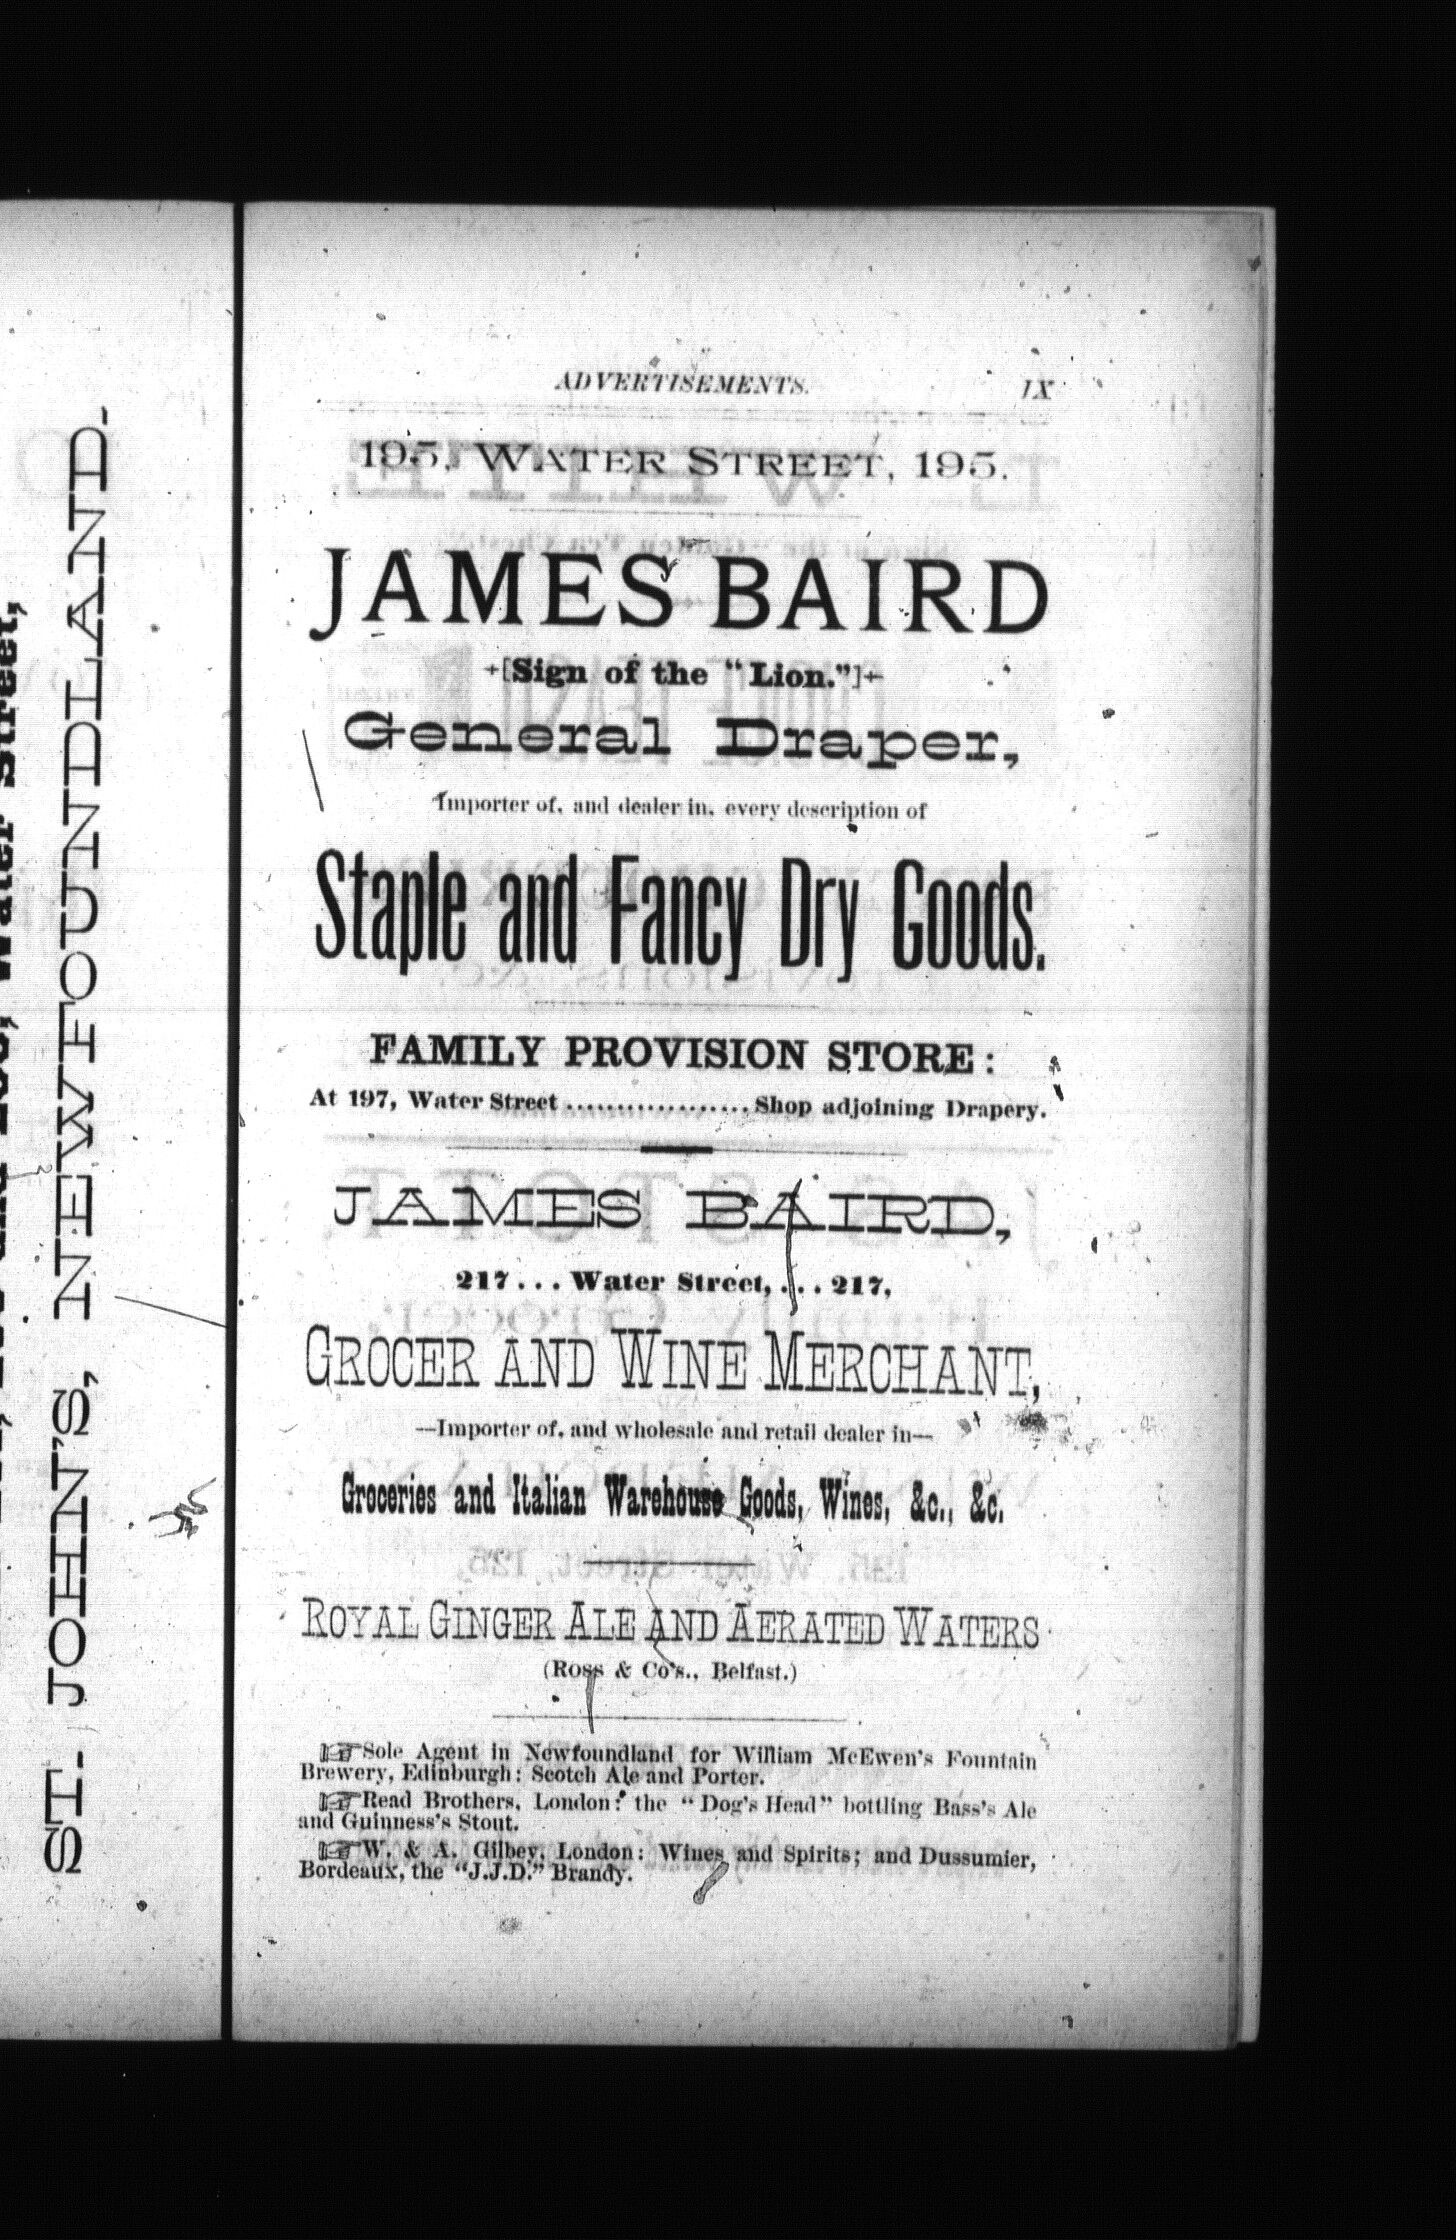 ADVERTISEMENTS. IX
195, WATER STREET, 195.
JAMES BAIRD
[Sign of the "Lion."]
General Draper,
Importer of, and dealer in, every description of
Staple and Fancy Dry Goods.
FAMILY PROVISION STORE:
At 197, Water Street ................. Shop adjoining Drapery.
JAMES BAIRD,
217... Water Street, ... 217,
GROCER AND WINE MERCHANT,
—Importer of, and wholesale and retail dealer in—
Groceries and Italian Warehouse Goods, Wines, &c., &c.
ROYAL GINGER ALE AND AERATED WATERS
(Ross & Co's., Belfast.)
☞Sole Agent in Newfoundland for William McEwen's Fountain
Brewery, Edinburgh: Scotch Ale and Porter.
☞Read Brothers, London: the "Dog's Head" bottling Bass's Ale
and Guinness's Stout.
☞W. & A. Gilbey, London: Wines and Spirits; and Dussumier,
Bordeaux, the "J.J.D." Brandy.
ST. JOHN'S, NEWFOUNDLAND.
Water Street,